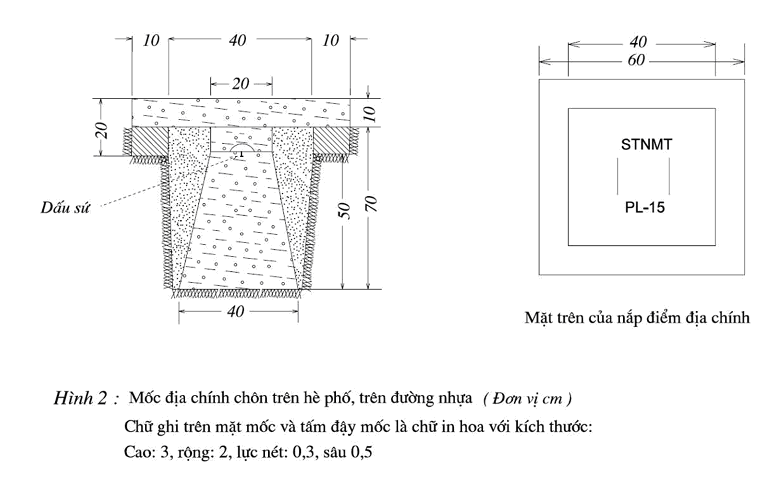 10 40 10
20
20
10
Dấu sứ
50
70
40
40
60
STNMT
PL-15
Mặt trên của nắp điểm địa chính
Hình 2 : Mốc địa chính chôn trên hè phố, trên đường nhựa ( Đơn vị cm )
Chữ ghi trên mặt mốc và tấm đậy mốc là chữ in hoa với kích thước:
Cao: 3, rộng: 2, lực nét: 0,3, sâu 0,5